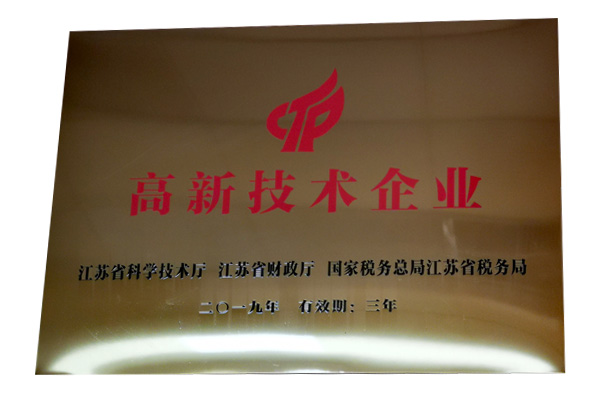 高新技术企业
江苏省科学技术厅 江苏省财政厅 国家税务总局江苏省税务局
二〇一九年 有效期：三年